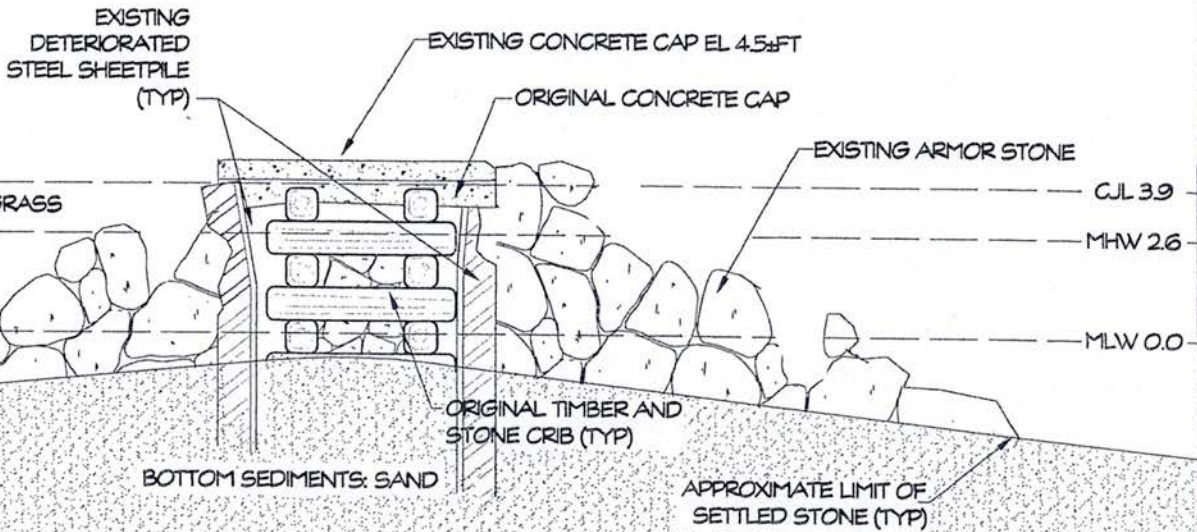 EXISTING
DETERIORATED
STEEL SHEETPILE
(TYP)
EXISTING CONCRETE CAP EL 4.5±FT
ORIGINAL CONCRETE CAP
EXISTING ARMOR STONE
GRASS
CJL 3.9
MHW 2.6
MLW 0.0
ORIGINAL TIMBER AND
STONE CRIB (TYP)
BOTTOM SEDIMENTS: SAND
APPROXIMATE LIMIT OF
SETTLED STONE (TYP)